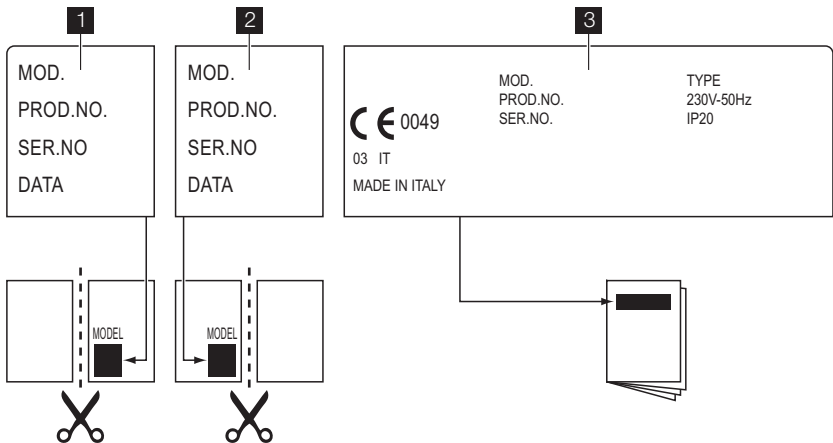 1
MOD.
PROD.NO.
SER.NO
DATA
2
MOD.
PROD.NO.
SER.NO
DATA
3
MOD.
PROD.NO.
SER.NO.
TYPE
230V-50Hz
IP20
CE 0049
03 IT
MADE IN ITALY
MODEL
MODEL